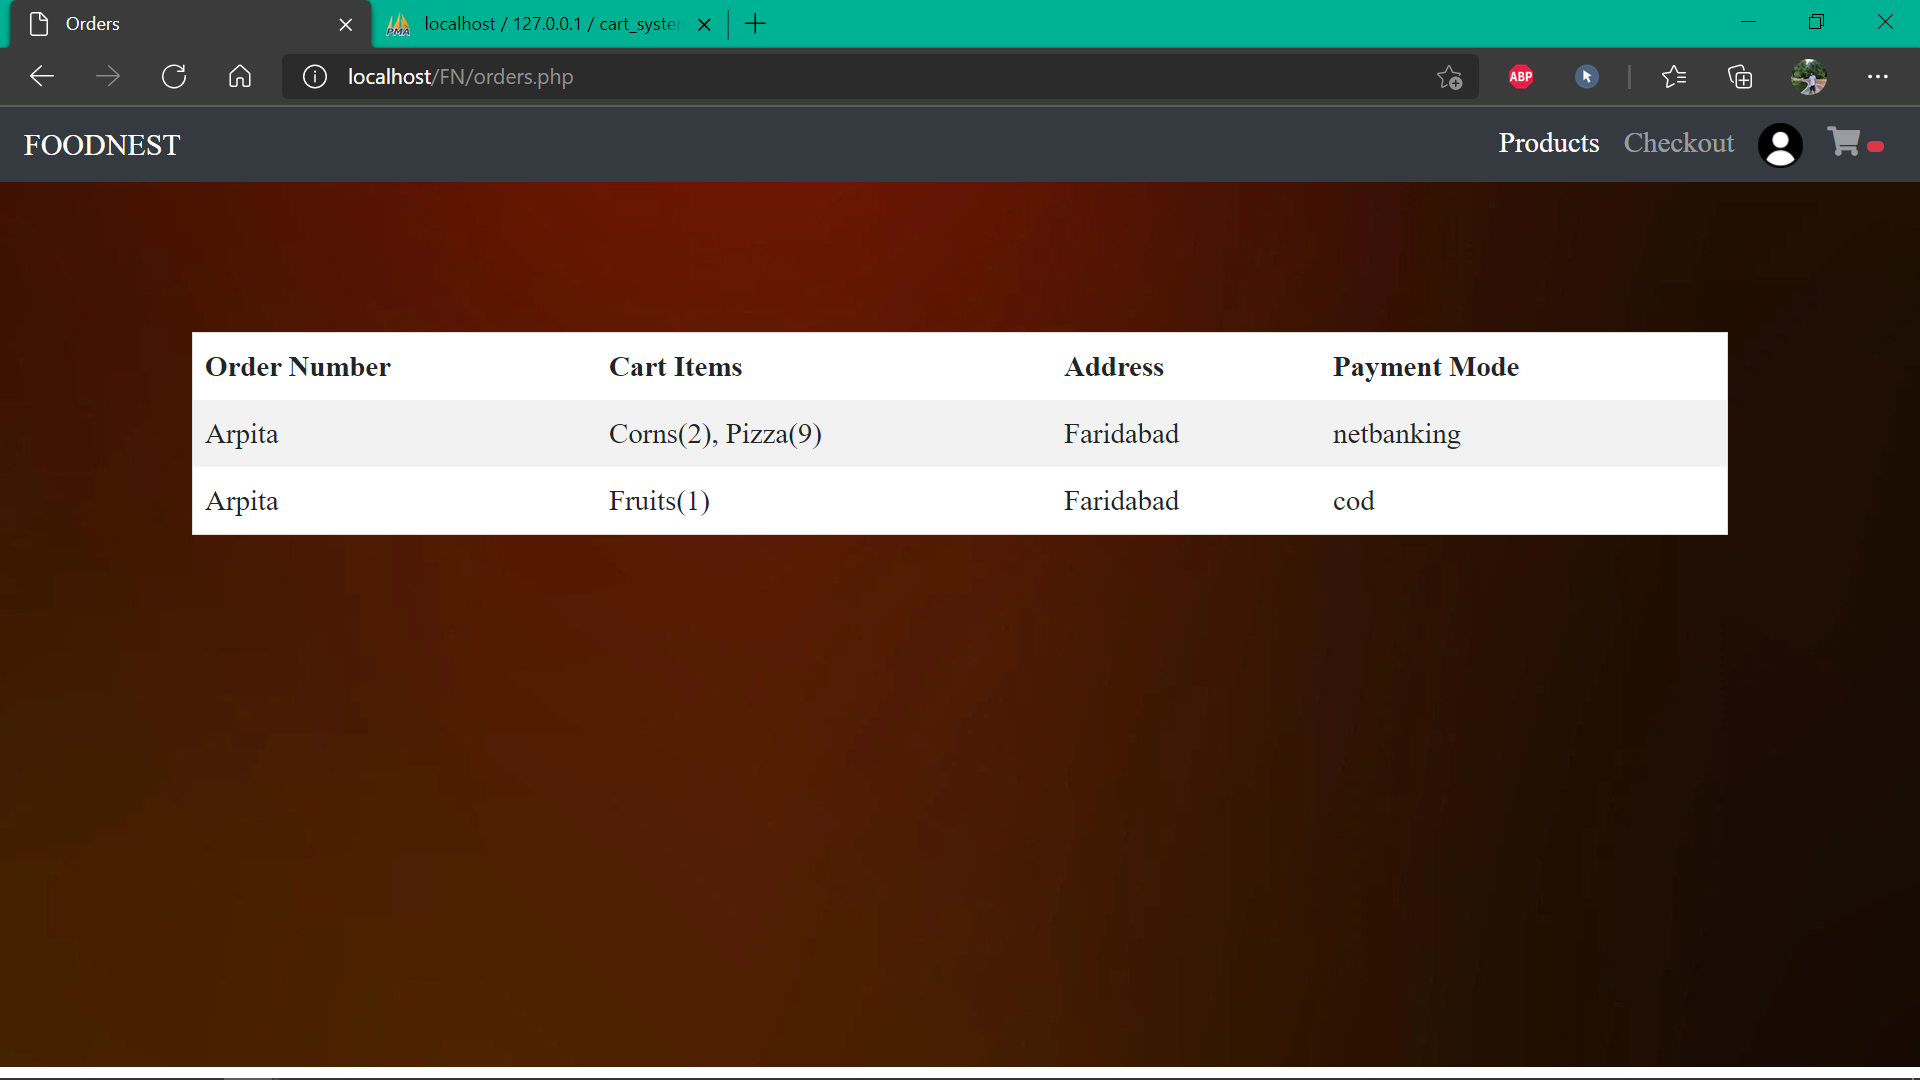 Orders
localhost / 127.0.0.1 / cart_system
localhost/FN/orders.php
ABP
FOODNEST
Products Checkout
Order Number Cart Items Address Payment Mode
Arpita Corns(2), Pizza(9) Faridabad netbanking
Arpita Fruits(1) Faridabad cod